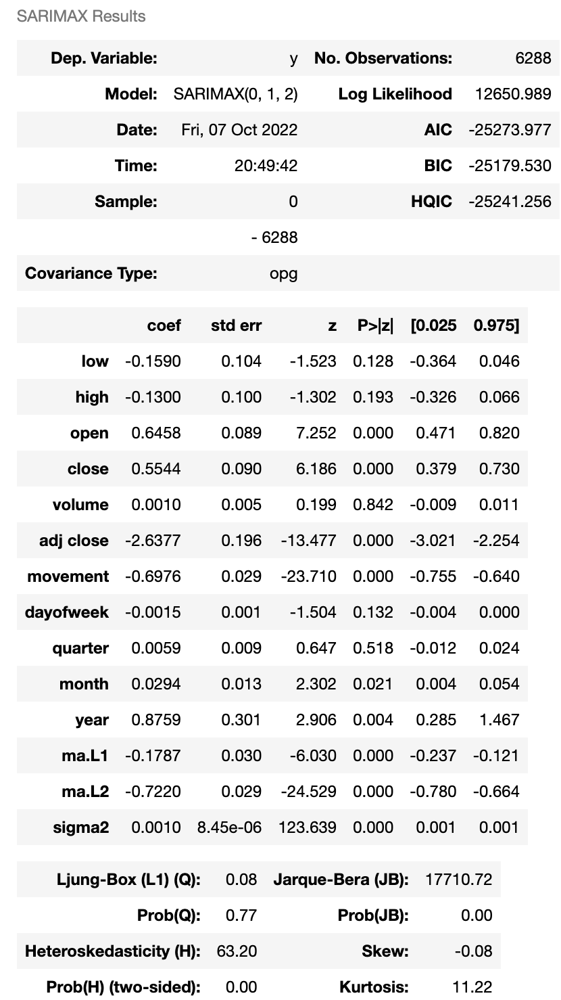 SARIMAX Results
Dep. Variable: y No. Observations: 6288
Model: SARIMAX(0, 1, 2) Log Likelihood 12650.989
Date: Fri, 07 Oct 2022 AIC -25273.977
Time: 20:49:42 BIC -25179.530
Sample: 0 HQIC -25241.256
- 6288
Covariance Type: opg
coef std err z P>|z| [0.025 0.975]
low -0.1590 0.104 -1.523 0.128 -0.364 0.046
high -0.1300 0.100 -1.302 0.193 -0.326 0.066
open 0.6458 0.089 7.252 0.000 0.471 0.820
close 0.5544 0.090 6.186 0.000 0.379 0.730
volume 0.0010 0.005 0.199 0.842 -0.009 0.011
adj close -2.6377 0.196 -13.477 0.000 -3.021 -2.254
movement -0.6976 0.029 -23.710 0.000 -0.755 -0.640
dayofweek -0.0015 0.001 -1.504 0.132 -0.004 0.000
quarter 0.0059 0.009 0.647 0.518 -0.012 0.024
month 0.0294 0.013 2.302 0.021 0.004 0.054
year 0.8759 0.301 2.906 0.004 0.285 1.467
ma.L1 -0.1787 0.030 -6.030 0.000 -0.237 -0.121
ma.L2 -0.7220 0.029 -24.529 0.000 -0.780 -0.664
sigma2 0.0010 8.45e-06 123.639 0.000 0.001 0.001
Ljung-Box (L1) (Q): 0.08 Jarque-Bera (JB): 17710.72
Prob(Q): 0.77 Prob(JB): 0.00
Heteroskedasticity (H): 63.20 Skew: -0.08
Prob(H) (two-sided): 0.00 Kurtosis: 11.22